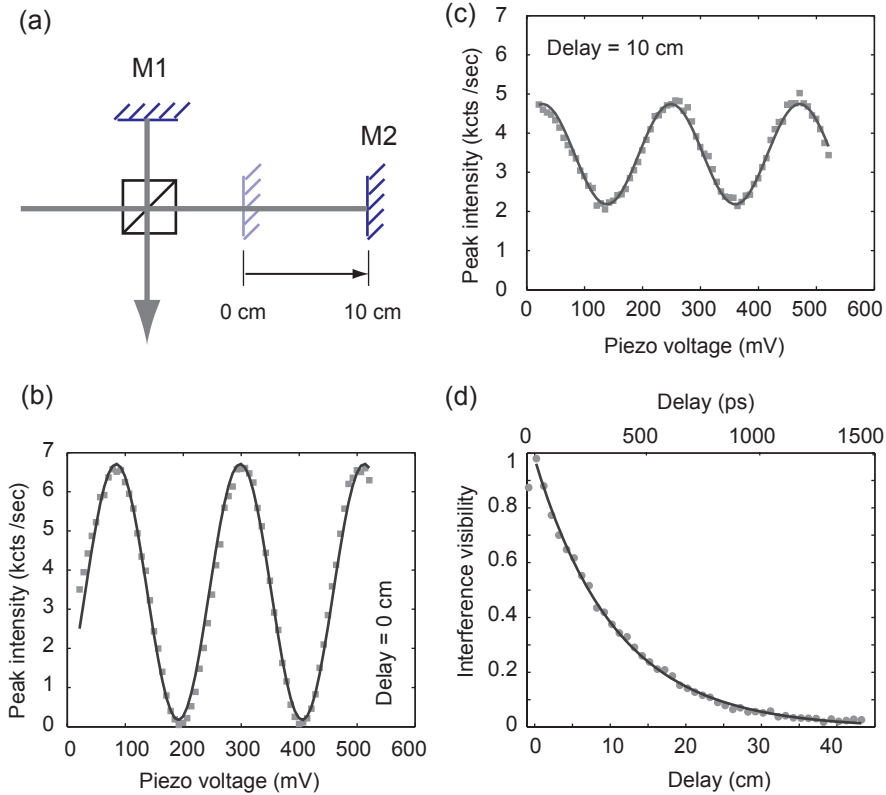 (a)
M1
M2
0 cm
10 cm
(c)
Delay = 10 cm
Peak intensity (kcts /sec)
7
6
5
4
3
2
1
0
0 100 200 300 400 500 600
Piezo voltage (mV)
(b)
Delay = 0 cm
Peak intensity (kcts /sec)
7
6
5
4
3
2
1
0
0 100 200 300 400 500 600
Piezo voltage (mV)
(d)
Delay (ps)
0 500 1000 1500
Interference visibility
1
0.8
0.6
0.4
0.2
0
0 10 20 30 40
Delay (cm)